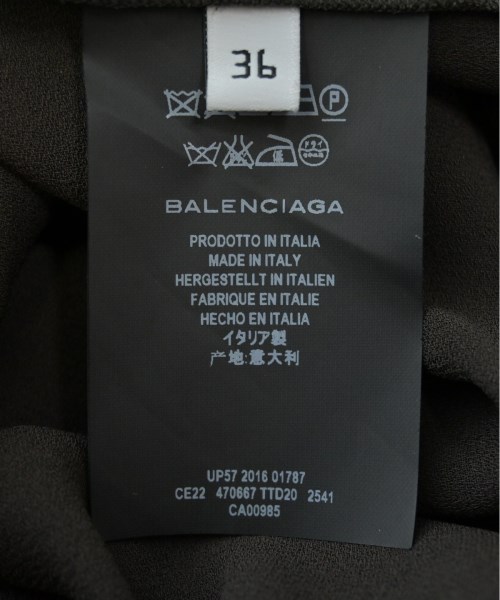 36
P
BALENCIAGA
PRODOTTO IN ITALIA
MADE IN ITALY
HERGESTELLT IN ITALIEN
FABRIQUE EN ITALIE
HECHO EN ITALIA
イタリア製
产地:意大利
UP57 2016 01787
CE22 470667 TTD20 2541
CA00985